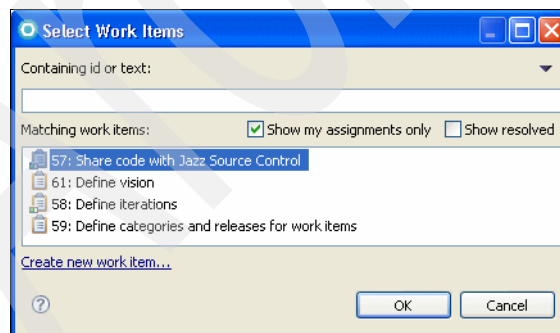 Select Work Items
Containing id or text:
Matching work items: Show my assignments only Show resolved
57: Share code with Jazz Source Control
61: Define vision
58: Define iterations
59: Define categories and releases for work items
Create new work item...
OK Cancel